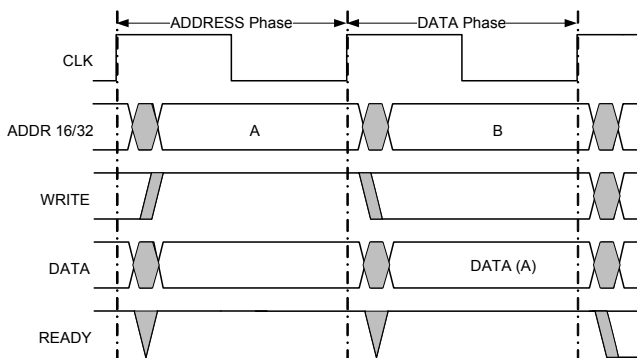 ADDRESS Phase DATA Phase
CLK
ADDR 16/32 A B
WRITE
DATA DATA (A)
READY